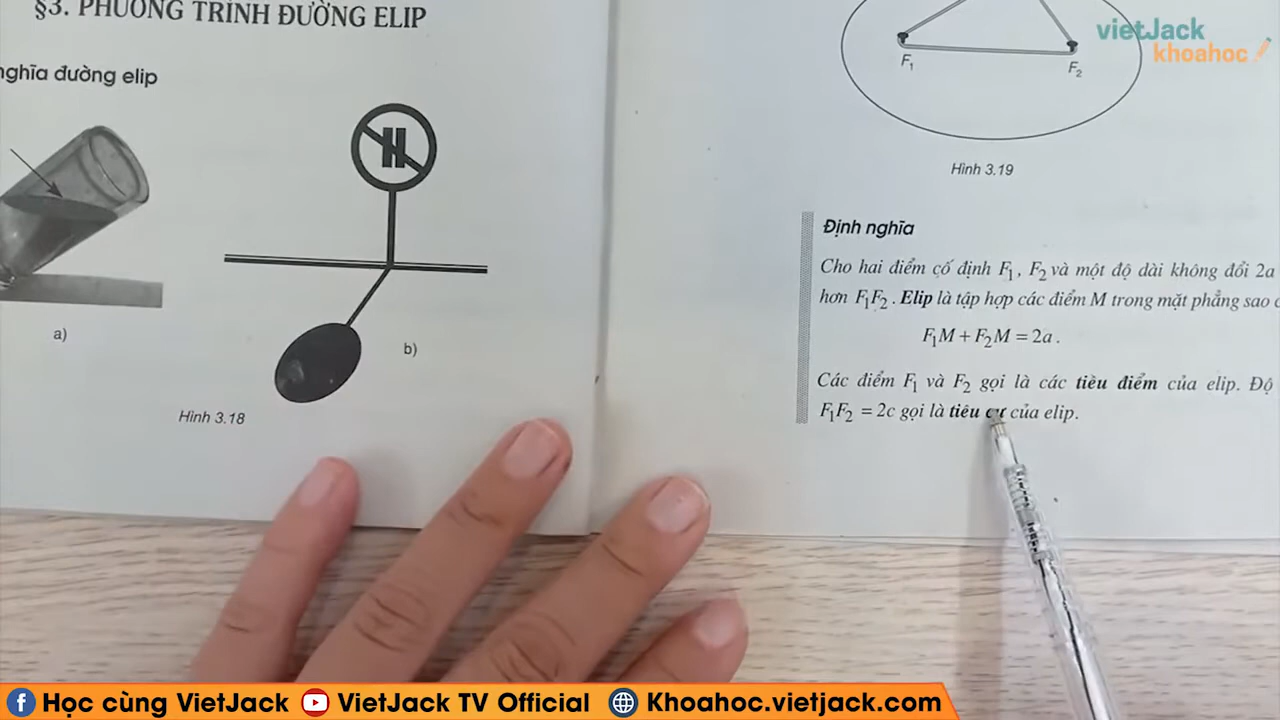 §3. PHƯƠNG TRÌNH ĐƯỜNG ELIP
nghĩa đường elip
a)
b)
Hình 3.18
vietJack
khoahoc
F₁
F₂
Hình 3.19
Định nghĩa
Cho hai điểm cố định F₁, F₂ và một độ dài không đổi 2a
hơn F₁F₂. Elip là tập hợp các điểm M trong mặt phẳng sao
F₁M + F₂M = 2a.
Các điểm F₁ và F₂ gọi là các tiêu điểm của elip. Độ
F₁F₂ = 2c gọi là tiêu cự của elip.
Học cùng VietJack
VietJack TV Official
Khoahoc.vietjack.com